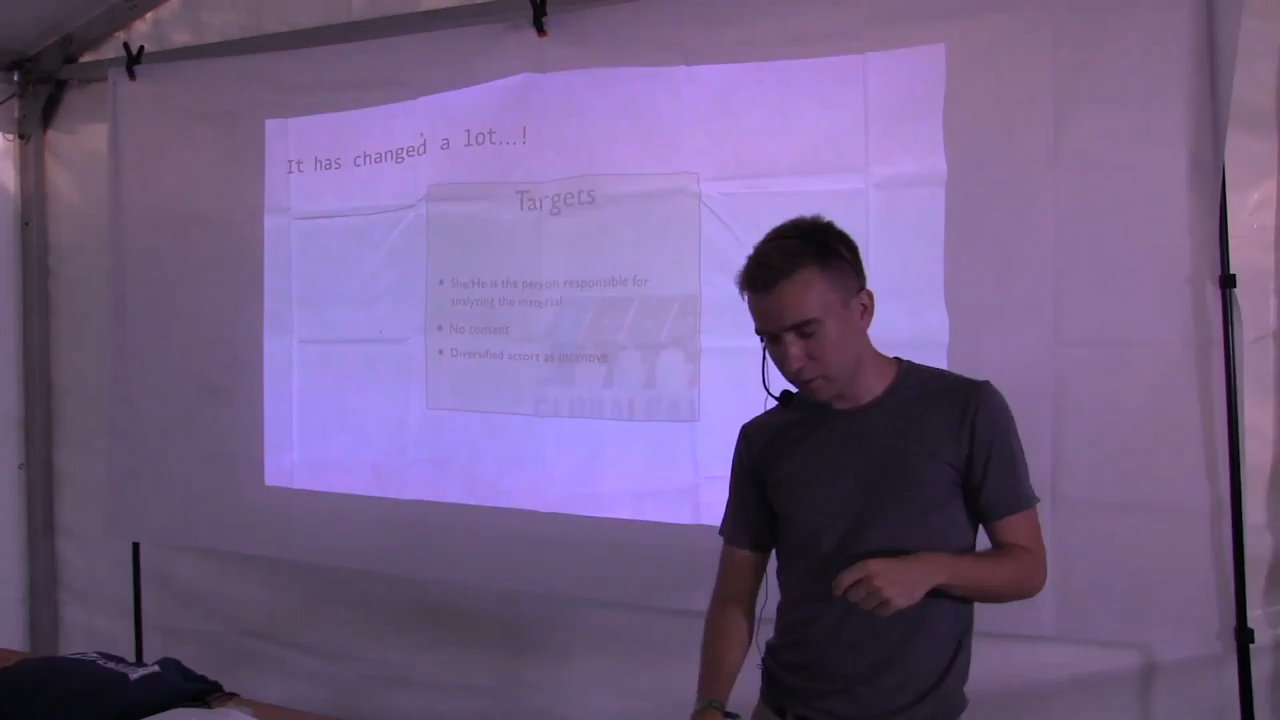 It has changed a lot...!
Targets
She/He is the person responsible for
analyzing the material
No consent
Diversified actors as incentive